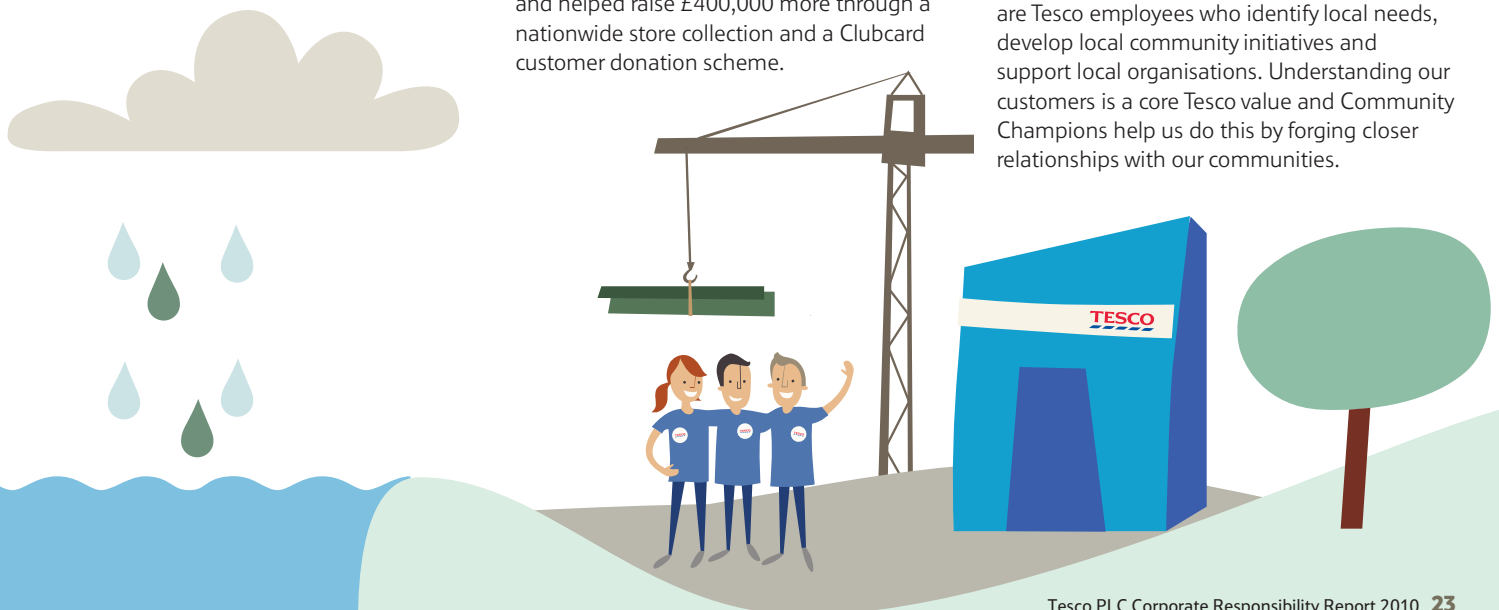 and helped raise £400,000 more through a
nationwide store collection and a Clubcard
customer donation scheme.
are Tesco employees who identify local needs,
develop local community initiatives and
support local organisations. Understanding our
customers is a core Tesco value and Community
Champions help us do this by forging closer
relationships with our communities.
TESCO
TESCO
TESCO
TESCO
Tesco PLC Corporate Responsibility Report 2010 23